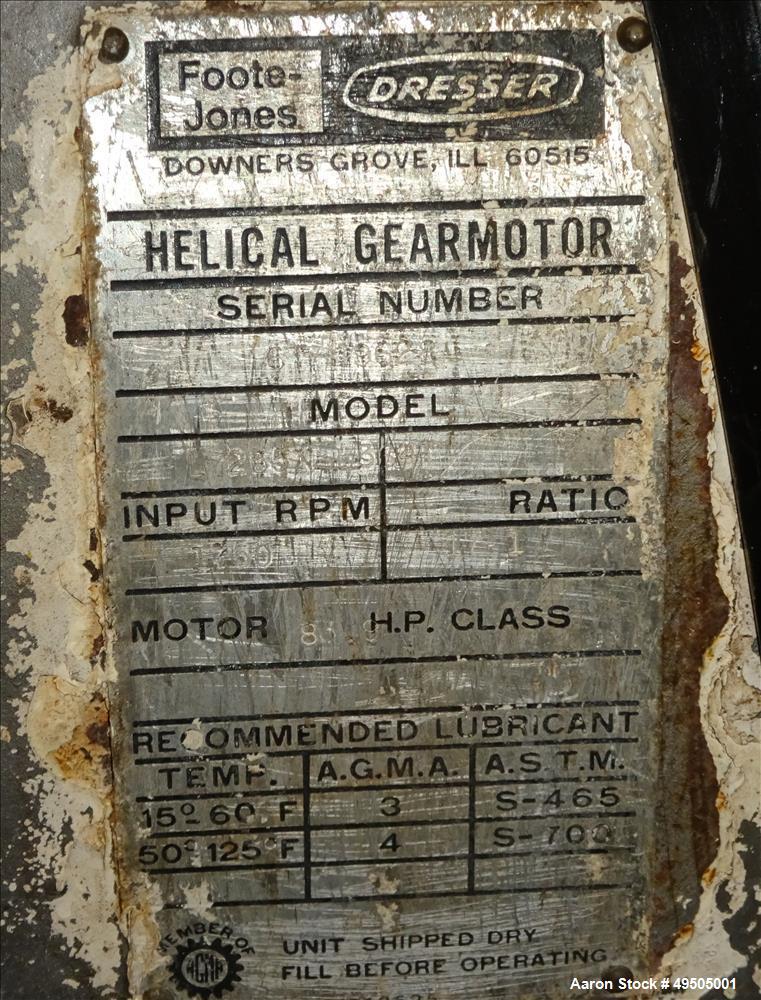 Foote-
Jones
DRESSER
DOWNERS GROVE, ILL 60515
HELICAL GEARMOTOR
SERIAL NUMBER
MODEL
INPUT RPM RATIO
1
MOTOR H.P. CLASS
RECOMMENDED LUBRICANT
TEMP. A.G.M.A. A.S.T.M.
15° 60° F 3 S-465
50° 125° F 4 S-700
MEMBER OF
AGMA
UNIT SHIPPED DRY
FILL BEFORE OPERATING
Aaron Stock # 49505001